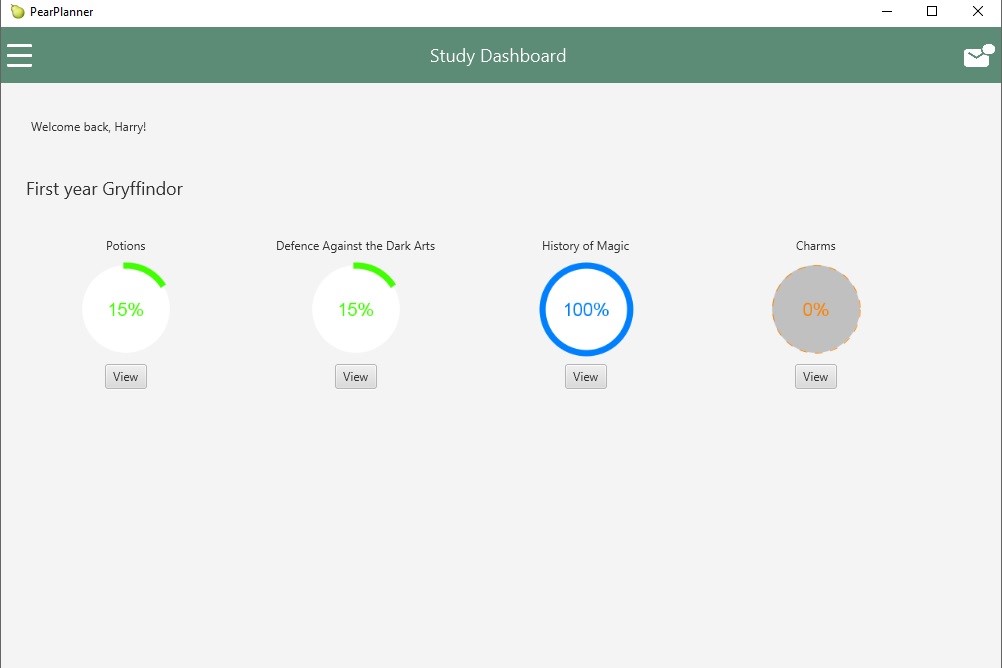 PearPlanner
Study Dashboard
Welcome back, Harry!
First year Gryffindor
Potions
Defence Against the Dark Arts
History of Magic
Charms
15%
15%
100%
0%
View
View
View
View